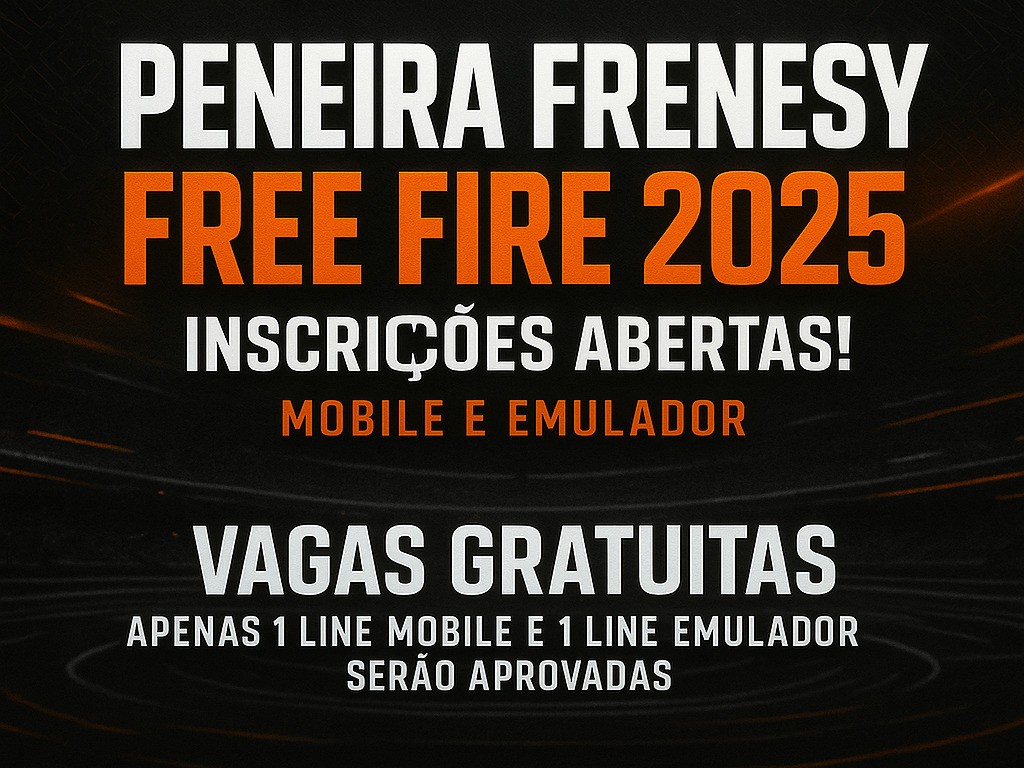 PENEIRA FRENESY
FREE FIRE 2025
INSCRIÇÕES ABERTAS!
MOBILE E EMULADOR
VAGAS GRATUITAS
APENAS 1 LINE MOBILE E 1 LINE EMULADOR
SERÃO APROVADAS